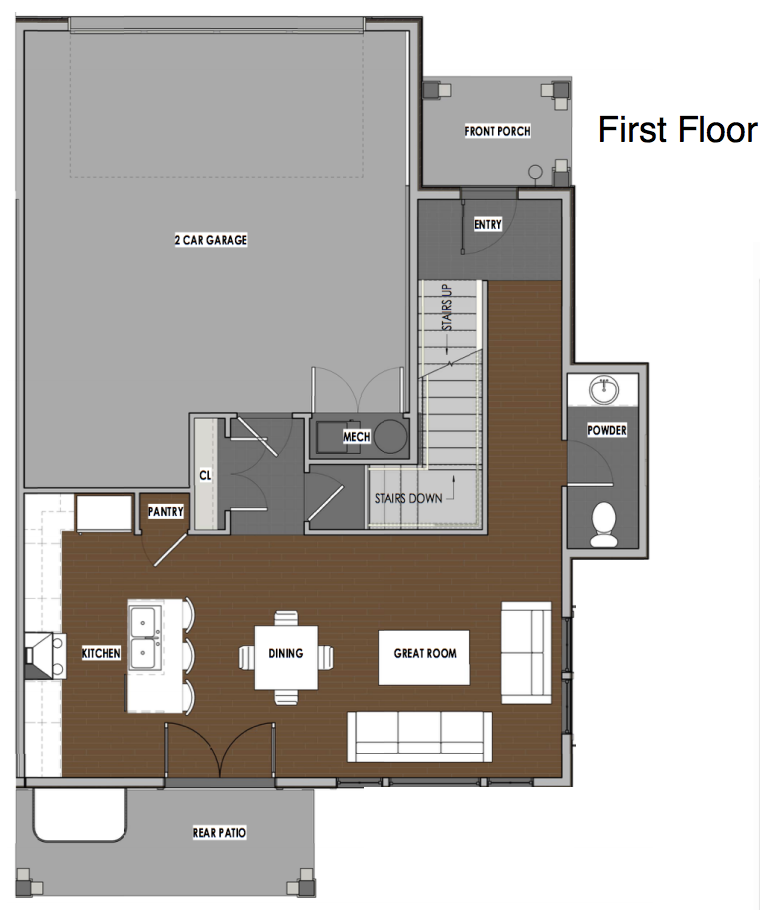 First Floor
FRONT PORCH
ENTRY
2 CAR GARAGE
STAIRS UP
MECH
POWDER
CL
STAIRS DOWN
PANTRY
KITCHEN
DINING
GREAT ROOM
REAR PATIO